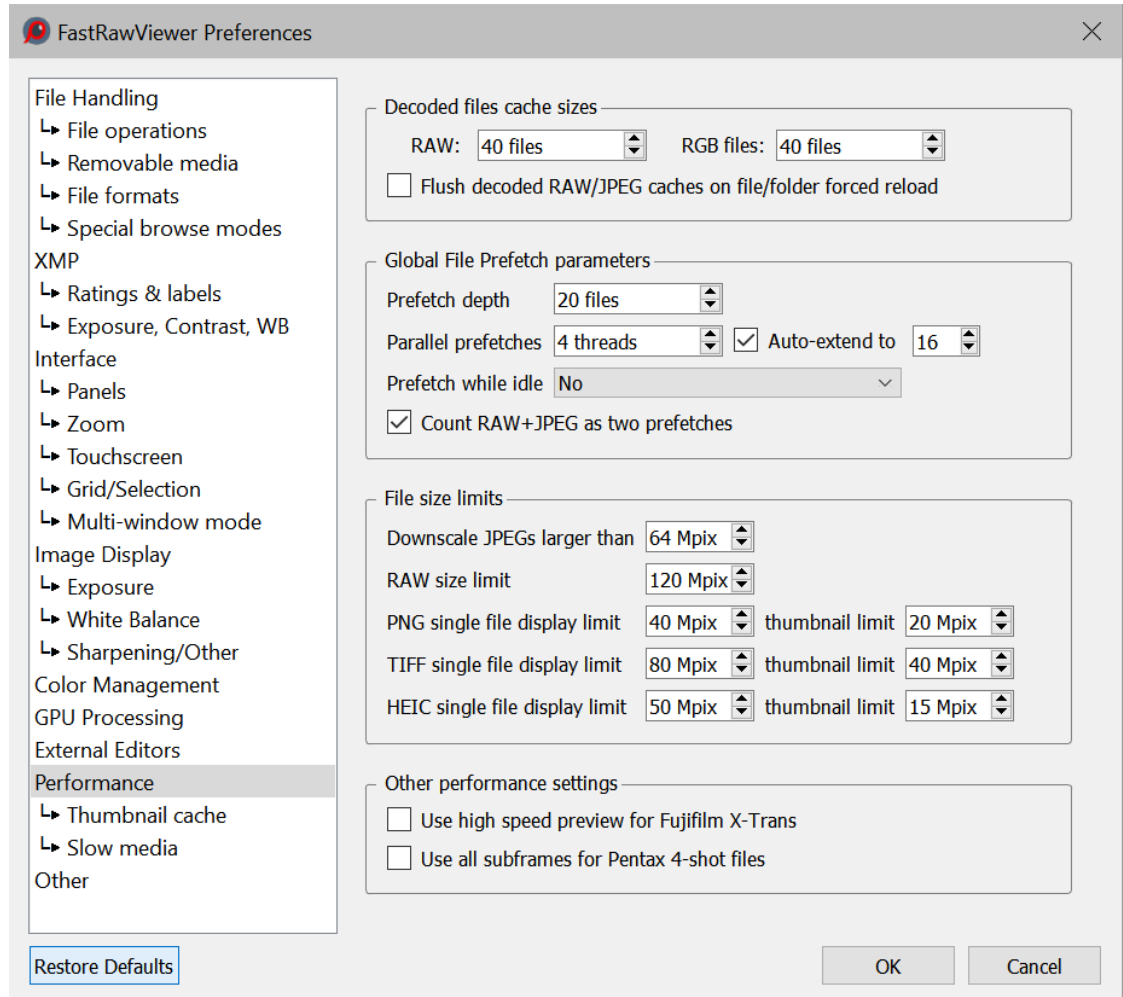 FastRawViewer Preferences
File Handling
File operations
Removable media
File formats
Special browse modes
XMP
Ratings & labels
Exposure, Contrast, WB
Interface
Panels
Zoom
Touchscreen
Grid/Selection
Multi-window mode
Image Display
Exposure
White Balance
Sharpening/Other
Color Management
GPU Processing
External Editors
Performance
Thumbnail cache
Slow media
Other
Decoded files cache sizes
RAW: 40 files RGB files: 40 files
Flush decoded RAW/JPEG caches on file/folder forced reload
Global File Prefetch parameters
Prefetch depth 20 files
Parallel prefetches 4 threads Auto-extend to 16
Prefetch while idle No
Count RAW+JPEG as two prefetches
File size limits
Downscale JPEGs larger than 64 Mpix
RAW size limit 120 Mpix
PNG single file display limit 40 Mpix thumbnail limit 20 Mpix
TIFF single file display limit 80 Mpix thumbnail limit 40 Mpix
HEIC single file display limit 50 Mpix thumbnail limit 15 Mpix
Other performance settings
Use high speed preview for Fujifilm X-Trans
Use all subframes for Pentax 4-shot files
Restore Defaults OK Cancel